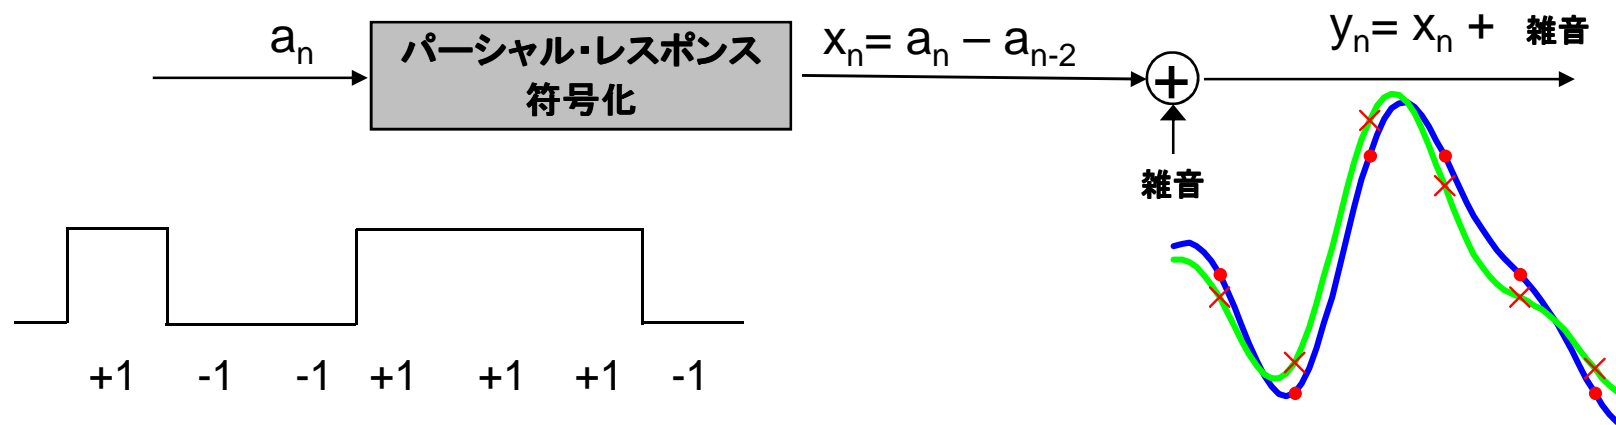 aₙ
パーシャル・レスポンス
符号化
xₙ= aₙ – aₙ₋₂
+
雑音
yₙ= xₙ + 雑音
+1 -1 -1 +1 +1 +1 -1